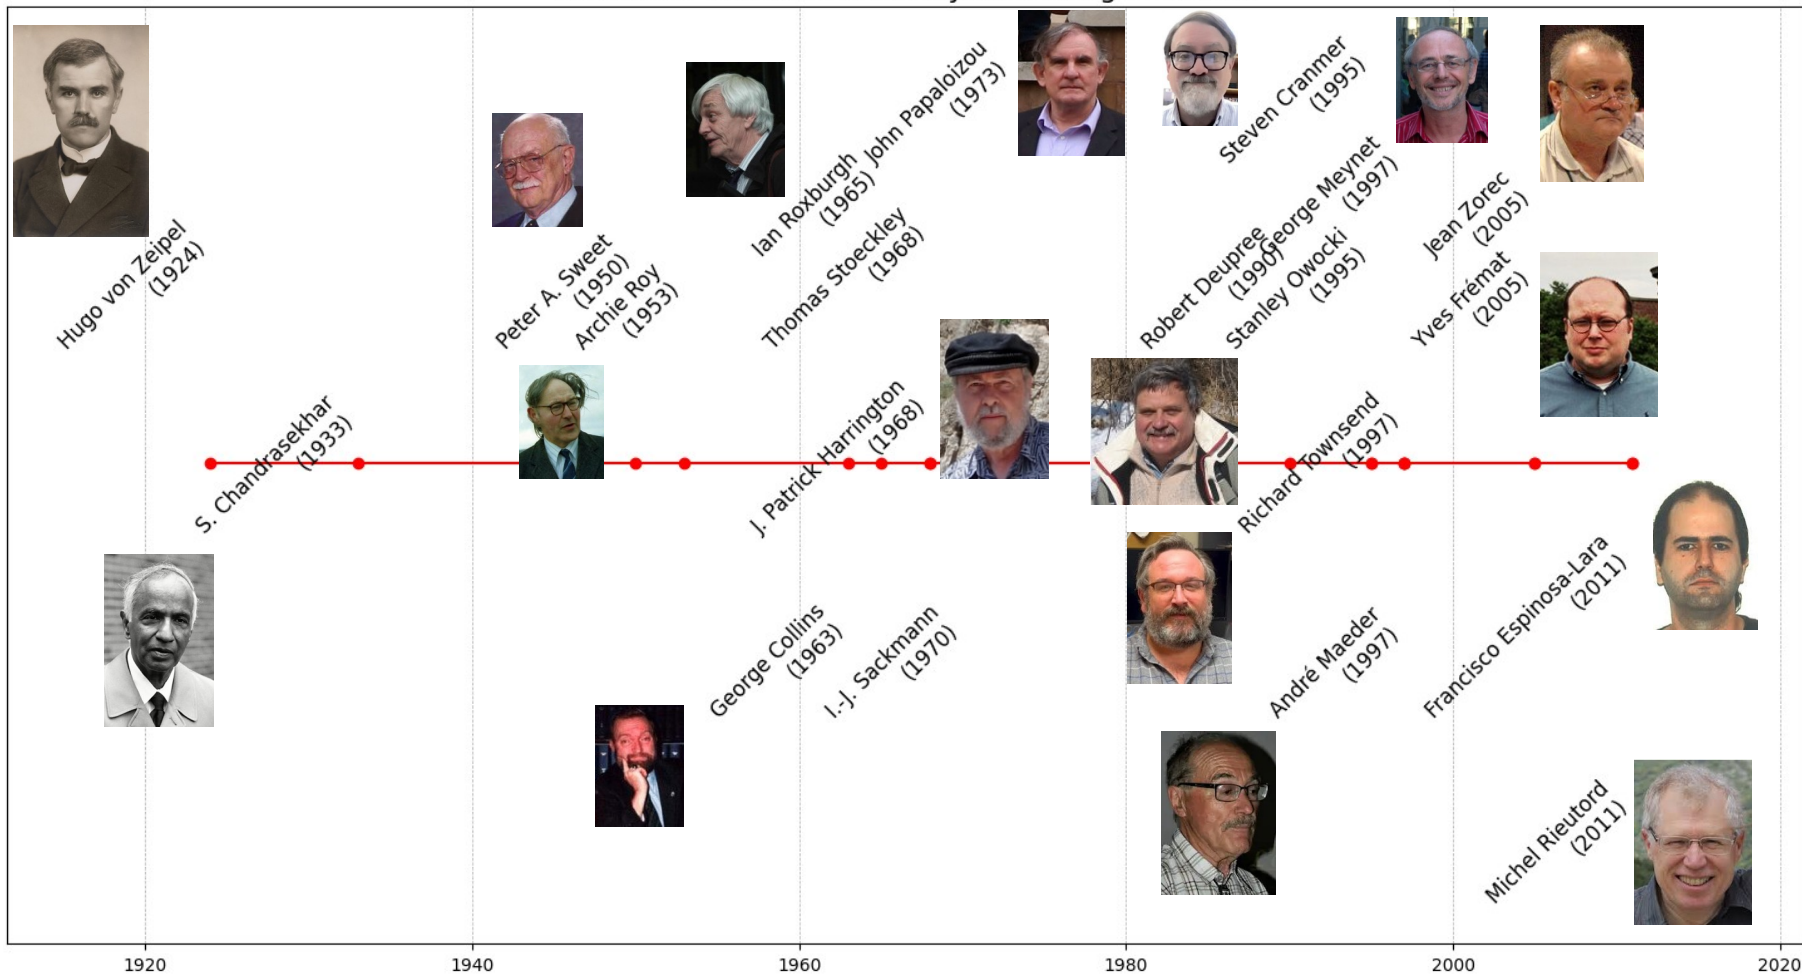 John Papaloizou
(1973)
Steven Cranmer
(1995)
Ian Roxburgh
(1965)
George Meynet
(1997)
Hugo von Zeipel
(1924)
Peter A. Sweet
(1950)
Archie Roy
(1953)
Thomas Stoeckley
(1968)
Robert Deupree
(1990)
Stanley Owocki
(1995)
Jean Zorec
(2005)
Yves Frémat
(2005)
S. Chandrasekhar
(1933)
J. Patrick Harrington
(1968)
Richard Townsend
(1997)
George Collins
(1963)
I.-J. Sackmann
(1970)
André Maeder
(1997)
Francisco Espinosa-Lara
(2011)
Michel Rieutord
(2011)
1920
1940
1960
1980
2000
2020